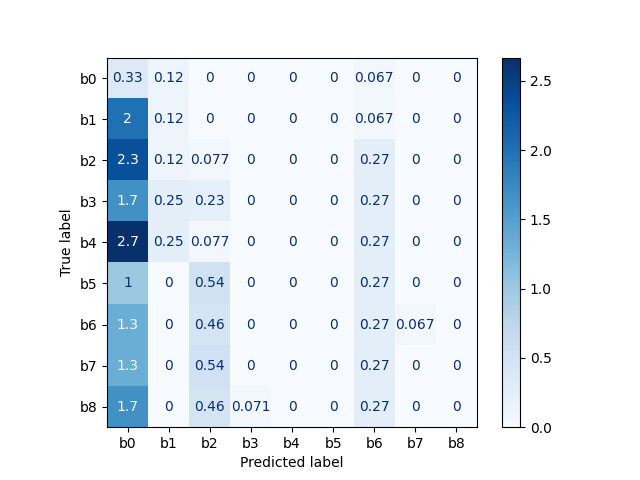 b0 0.33 0.12 0 0 0 0 0.067 0 0
b1 2 0.12 0 0 0 0 0.067 0 0
b2 2.3 0.12 0.077 0 0 0 0.27 0 0
b3 1.7 0.25 0.23 0 0 0 0.27 0 0
b4 2.7 0.25 0.077 0 0 0 0.27 0 0
b5 1 0 0.54 0 0 0 0.27 0 0
b6 1.3 0 0.46 0 0 0 0.27 0.067 0
b7 1.3 0 0.54 0 0 0 0.27 0 0
b8 1.7 0 0.46 0.071 0 0 0.27 0 0
b0 b1 b2 b3 b4 b5 b6 b7 b8
Predicted label
True label
2.5
2.0
1.5
1.0
0.5
0.0